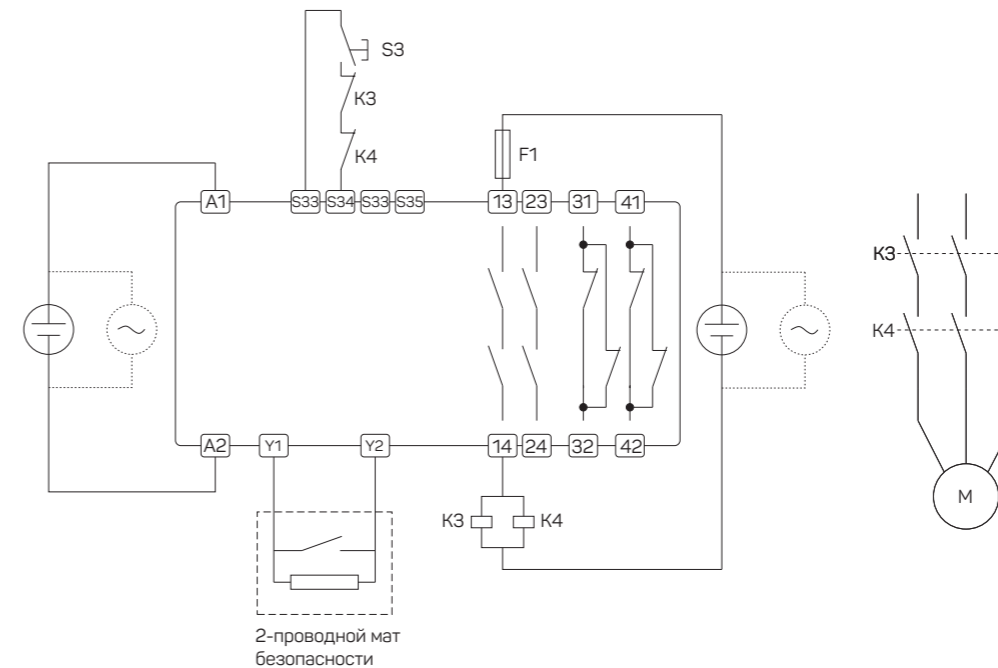 S3
K3
K4
F1
A1
S33
S34
S33
S35
13
23
31
41
K3
K4
A2
Y1
Y2
14
24
32
42
K3
K4
M
2-проводной мат
безопасности